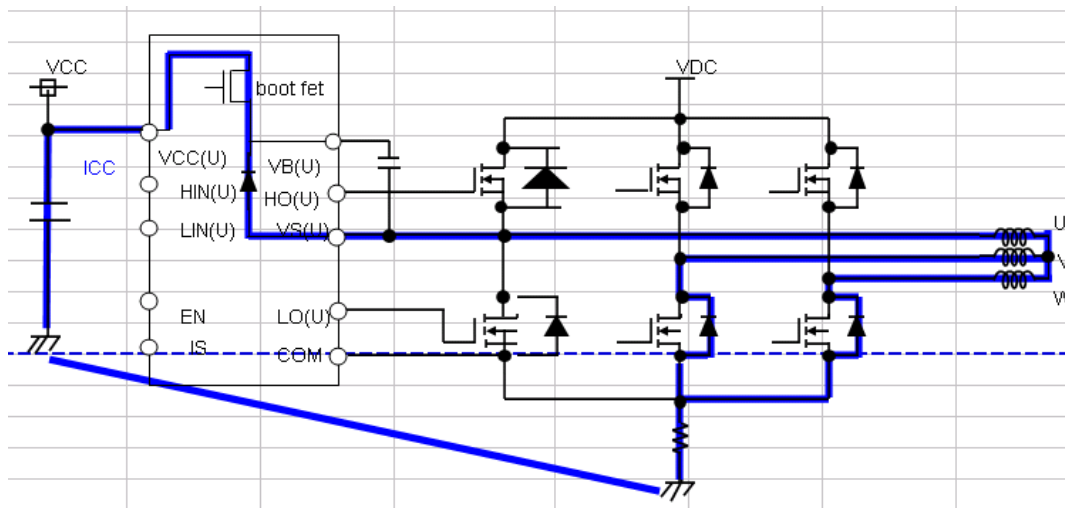 VCC
boot fet
VDC
ICC
VCC(U)
VB(U)
HIN(U)
HO(U)
LIN(U)
VS(U)
U
V
W
EN
LO(U)
IS
COM